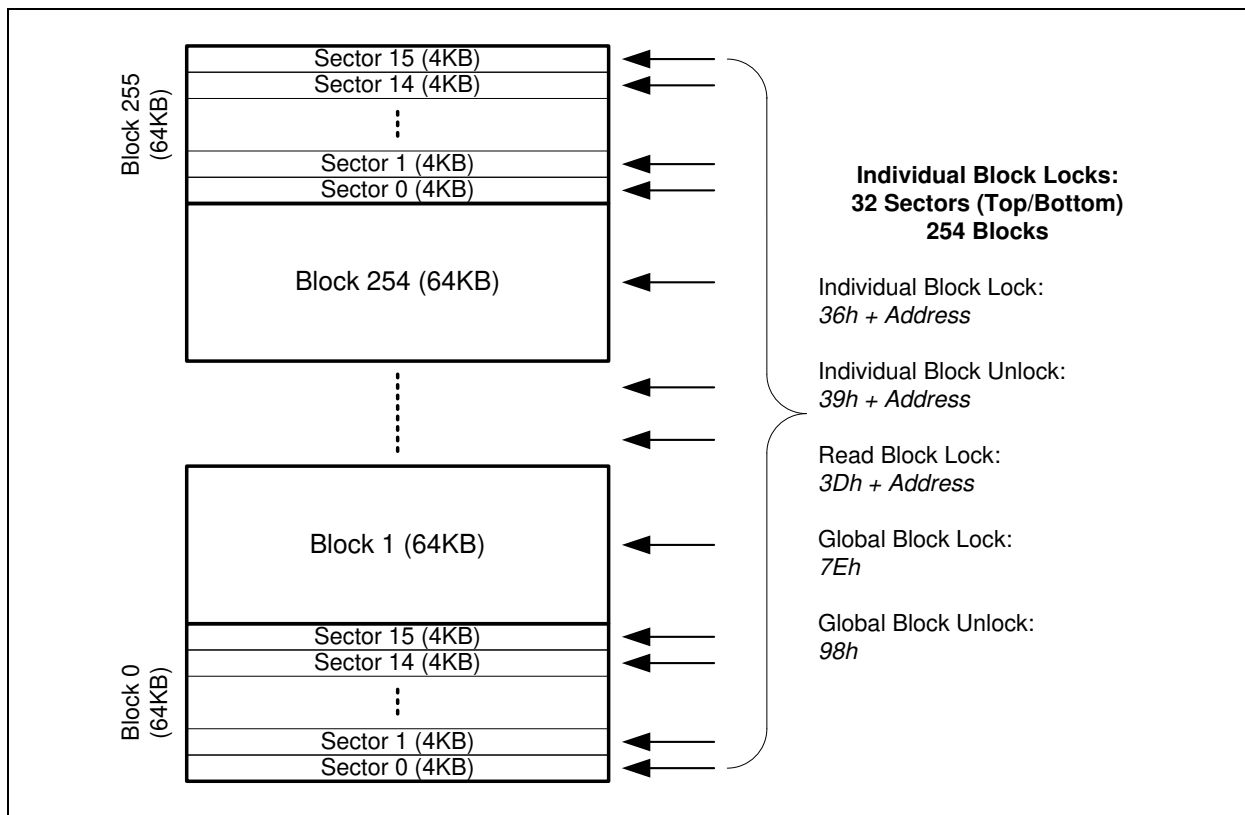 Block 255
(64KB)
Sector 15 (4KB)
Sector 14 (4KB)
Sector 1 (4KB)
Sector 0 (4KB)
Block 254 (64KB)
Block 1 (64KB)
Block 0
(64KB)
Sector 15 (4KB)
Sector 14 (4KB)
Sector 1 (4KB)
Sector 0 (4KB)
Individual Block Locks:
32 Sectors (Top/Bottom)
254 Blocks
Individual Block Lock:
36h + Address
Individual Block Unlock:
39h + Address
Read Block Lock:
3Dh + Address
Global Block Lock:
7Eh
Global Block Unlock:
98h